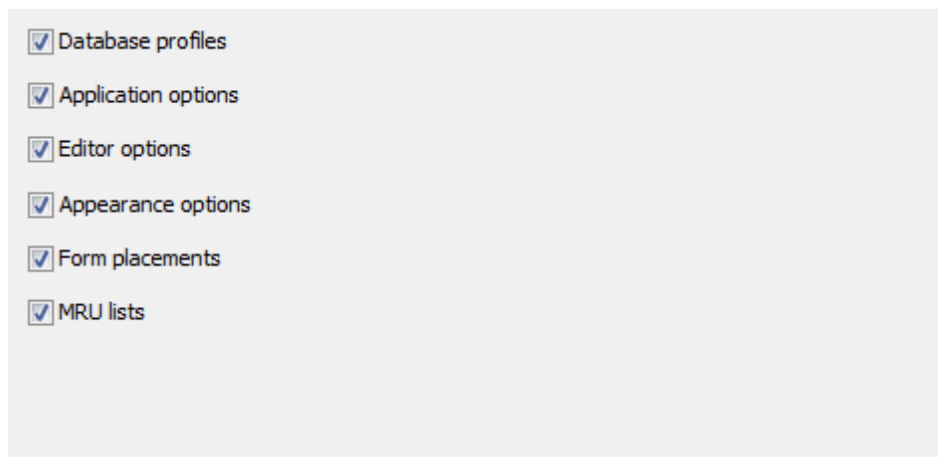 Database profiles
Application options
Editor options
Appearance options
Form placements
MRU lists